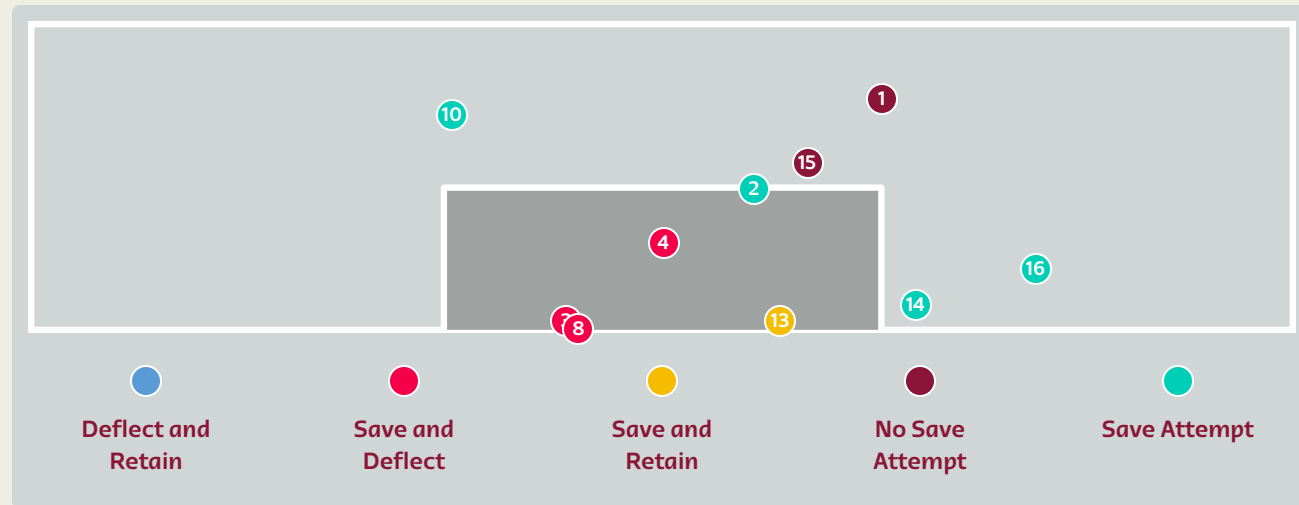 1
10
15
2
4
16
14
13
8
Deflect and
Retain
Save and
Deflect
Save and
Retain
No Save
Attempt
Save Attempt